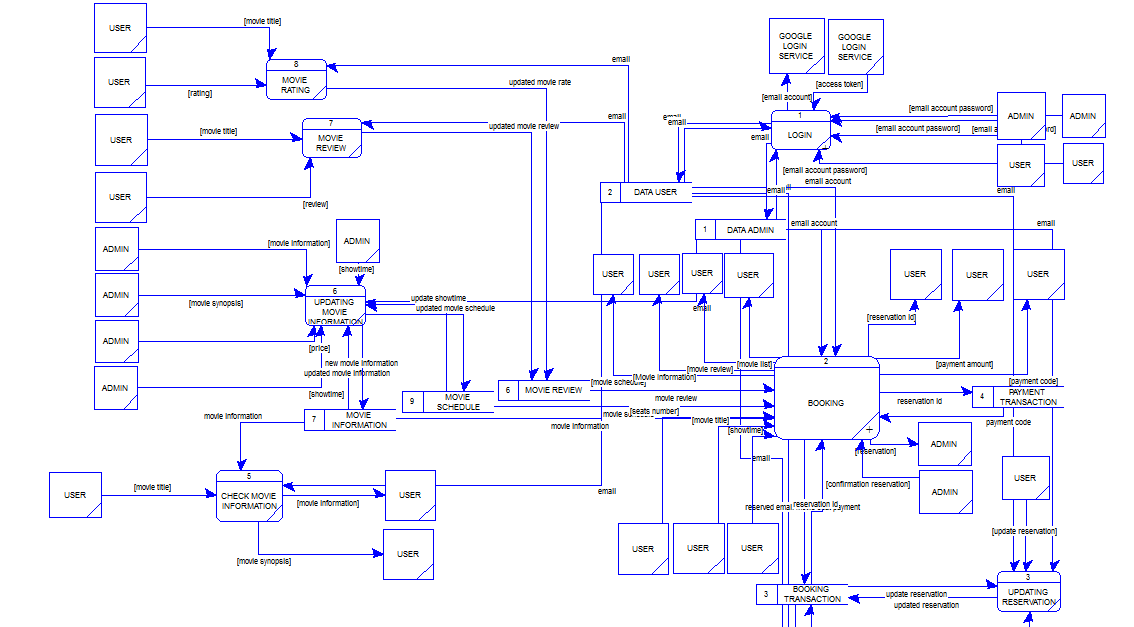 USER
[movie title]
8
MOVIE
RATING
email
updated movie rate
USER
[rating]
USER
[movie title]
7
MOVIE
REVIEW
email
updated movie review
USER
[review]
GOOGLE
LOGIN
SERVICE
GOOGLE
LOGIN
SERVICE
[access token]
[email account]
1
LOGIN
email
email
[email account password]
ADMIN
ADMIN
[email account password]
[email account password]
USER
USER
email account
email
email
2
DATA USER
1
DATA ADMIN
email account
email
ADMIN
[movie information]
ADMIN
[showtime]
ADMIN
[movie synopsis]
6
UPDATING
MOVIE
INFORMATION
update showtime
updated movie schedule
ADMIN
[price]
new movie information
updated movie information
ADMIN
[showtime]
USER
USER
USER
USER
email
USER
USER
USER
[reservation id]
[payment amount]
[payment code]
[movie list]
[movie review]
[Movie information]
[movie schedule]
2
BOOKING
+
9
MOVIE
SCHEDULE
6
MOVIE REVIEW
movie review
[seats number]
[movie title]
[showtime]
movie information
7
MOVIE
INFORMATION
movie information
reservation id
4
PAYMENT
TRANSACTION
payment code
ADMIN
[reservation]
ADMIN
[confirmation reservation]
USER
[update reservation]
USER
[movie title]
5
CHECK MOVIE
INFORMATION
[movie information]
USER
email
[movie synopsis]
USER
email
reservation id
USER
USER
USER
3
BOOKING
TRANSACTION
update reservation
updated reservation
3
UPDATING
RESERVATION